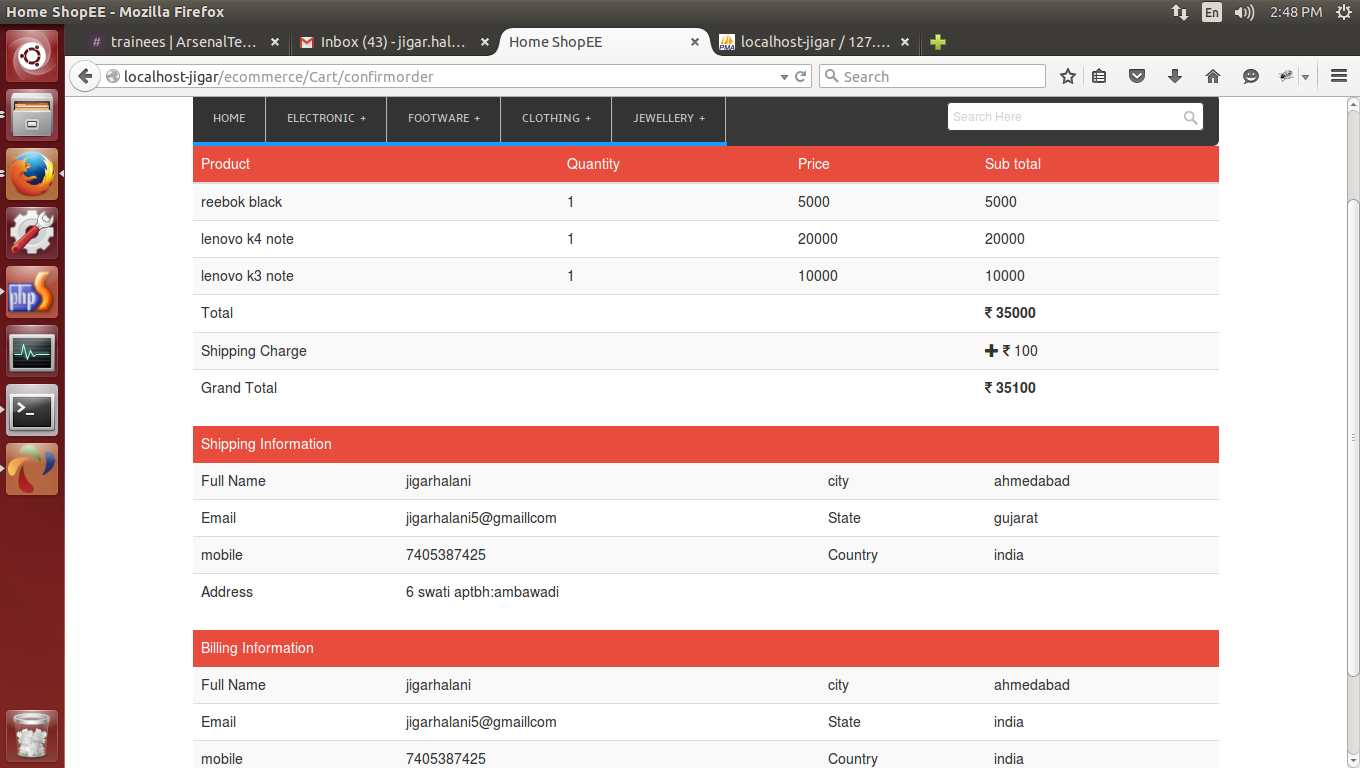 Home ShopEE - Mozilla Firefox En 2:48 PM
# trainees | ArsenalTe... Inbox (43) - jigar.hal... Home ShopEE PMA localhost-jigar / 127....
localhost-jigar/ecommerce/Cart/confirmorder Search
HOME ELECTRONIC + FOOTWARE + CLOTHING + JEWELLERY + Search Here
Product Quantity Price Sub total
reebok black 1 5000 5000
lenovo k4 note 1 20000 20000
lenovo k3 note 1 10000 10000
Total ₹ 35000
Shipping Charge + ₹ 100
Grand Total ₹ 35100
Shipping Information
Full Name jigarhalani city ahmedabad
Email jigarhalani5@gmaillcom State gujarat
mobile 7405387425 Country india
Address 6 swati aptbh:ambawadi
Billing Information
Full Name jigarhalani city ahmedabad
Email jigarhalani5@gmaillcom State india
mobile 7405387425 Country india
php S
>_